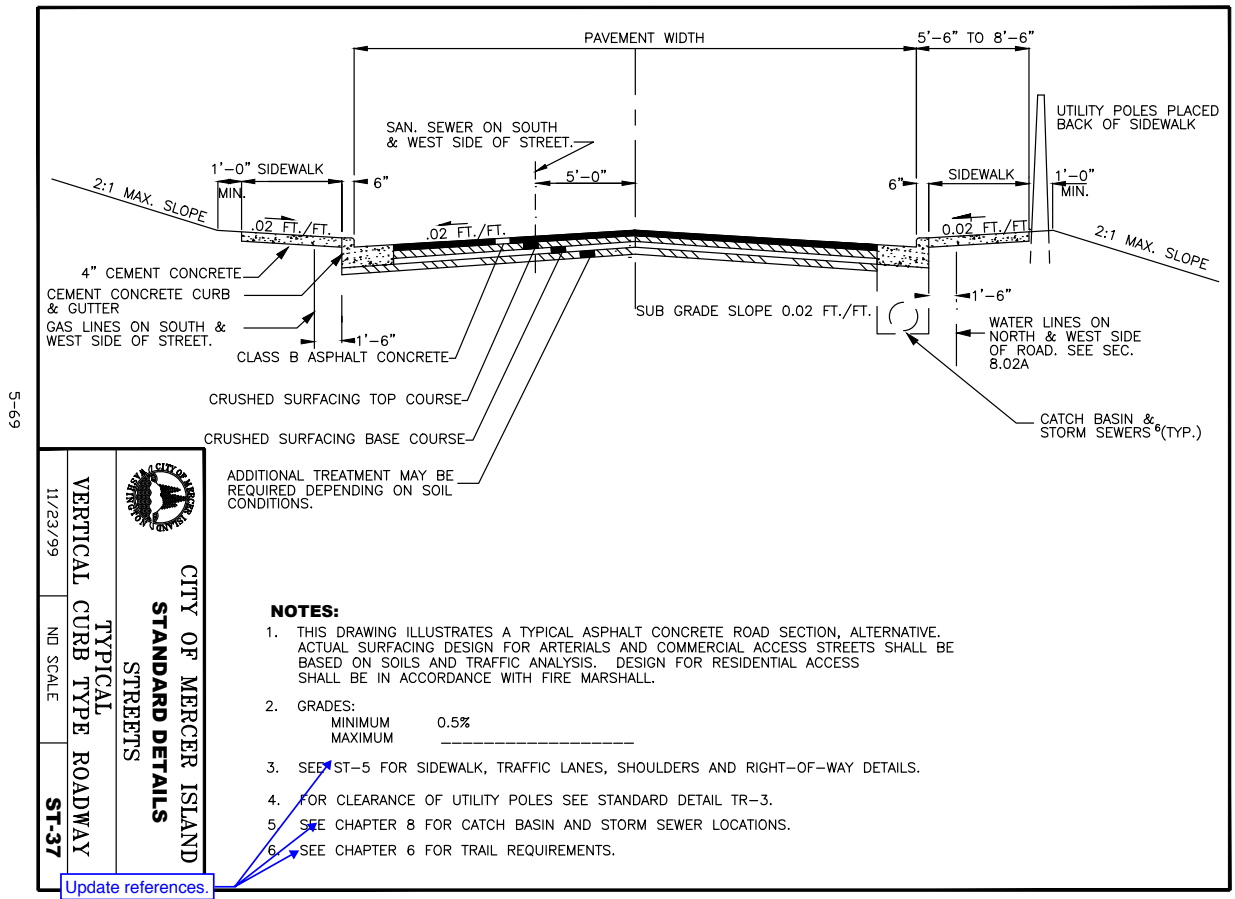 PAVEMENT WIDTH
5'-6" TO 8'-6"
UTILITY POLES PLACED
BACK OF SIDEWALK
SAN. SEWER ON SOUTH
& WEST SIDE OF STREET.
1'-0" SIDEWALK
MIN.
6"
5'-0"
6"
SIDEWALK
1'-0"
MIN.
2:1 MAX. SLOPE
.02 FT./FT.
.02 FT./FT.
0.02 FT./FT
2:1 MAX. SLOPE
4" CEMENT CONCRETE
CEMENT CONCRETE CURB
& GUTTER
GAS LINES ON SOUTH &
WEST SIDE OF STREET.
1'-6"
SUB GRADE SLOPE 0.02 FT./FT.
1'-6"
WATER LINES ON
NORTH & WEST SIDE
OF ROAD. SEE SEC.
8.02A
CLASS B ASPHALT CONCRETE
CRUSHED SURFACING TOP COURSE
CRUSHED SURFACING BASE COURSE
CATCH BASIN &
STORM SEWERS 6(TYP.)
ADDITIONAL TREATMENT MAY BE
REQUIRED DEPENDING ON SOIL
CONDITIONS.
5-69
NOTES:
1. THIS DRAWING ILLUSTRATES A TYPICAL ASPHALT CONCRETE ROAD SECTION, ALTERNATIVE.
ACTUAL SURFACING DESIGN FOR ARTERIALS AND COMMERCIAL ACCESS STREETS SHALL BE
BASED ON SOILS AND TRAFFIC ANALYSIS. DESIGN FOR RESIDENTIAL ACCESS
SHALL BE IN ACCORDANCE WITH FIRE MARSHALL.
2. GRADES:
MINIMUM 0.5%
MAXIMUM ___________________
3. SEE ST-5 FOR SIDEWALK, TRAFFIC LANES, SHOULDERS AND RIGHT-OF-WAY DETAILS.
4. FOR CLEARANCE OF UTILITY POLES SEE STANDARD DETAIL TR-3.
5. SEE CHAPTER 8 FOR CATCH BASIN AND STORM SEWER LOCATIONS.
6. SEE CHAPTER 6 FOR TRAIL REQUIREMENTS.
CITY OF MERCER ISLAND
WASHINGTON
CITY OF MERCER ISLAND
STANDARD DETAILS
STREETS
TYPICAL
VERTICAL CURB TYPE ROADWAY
11/23/99
NO SCALE
ST-37
Update references.